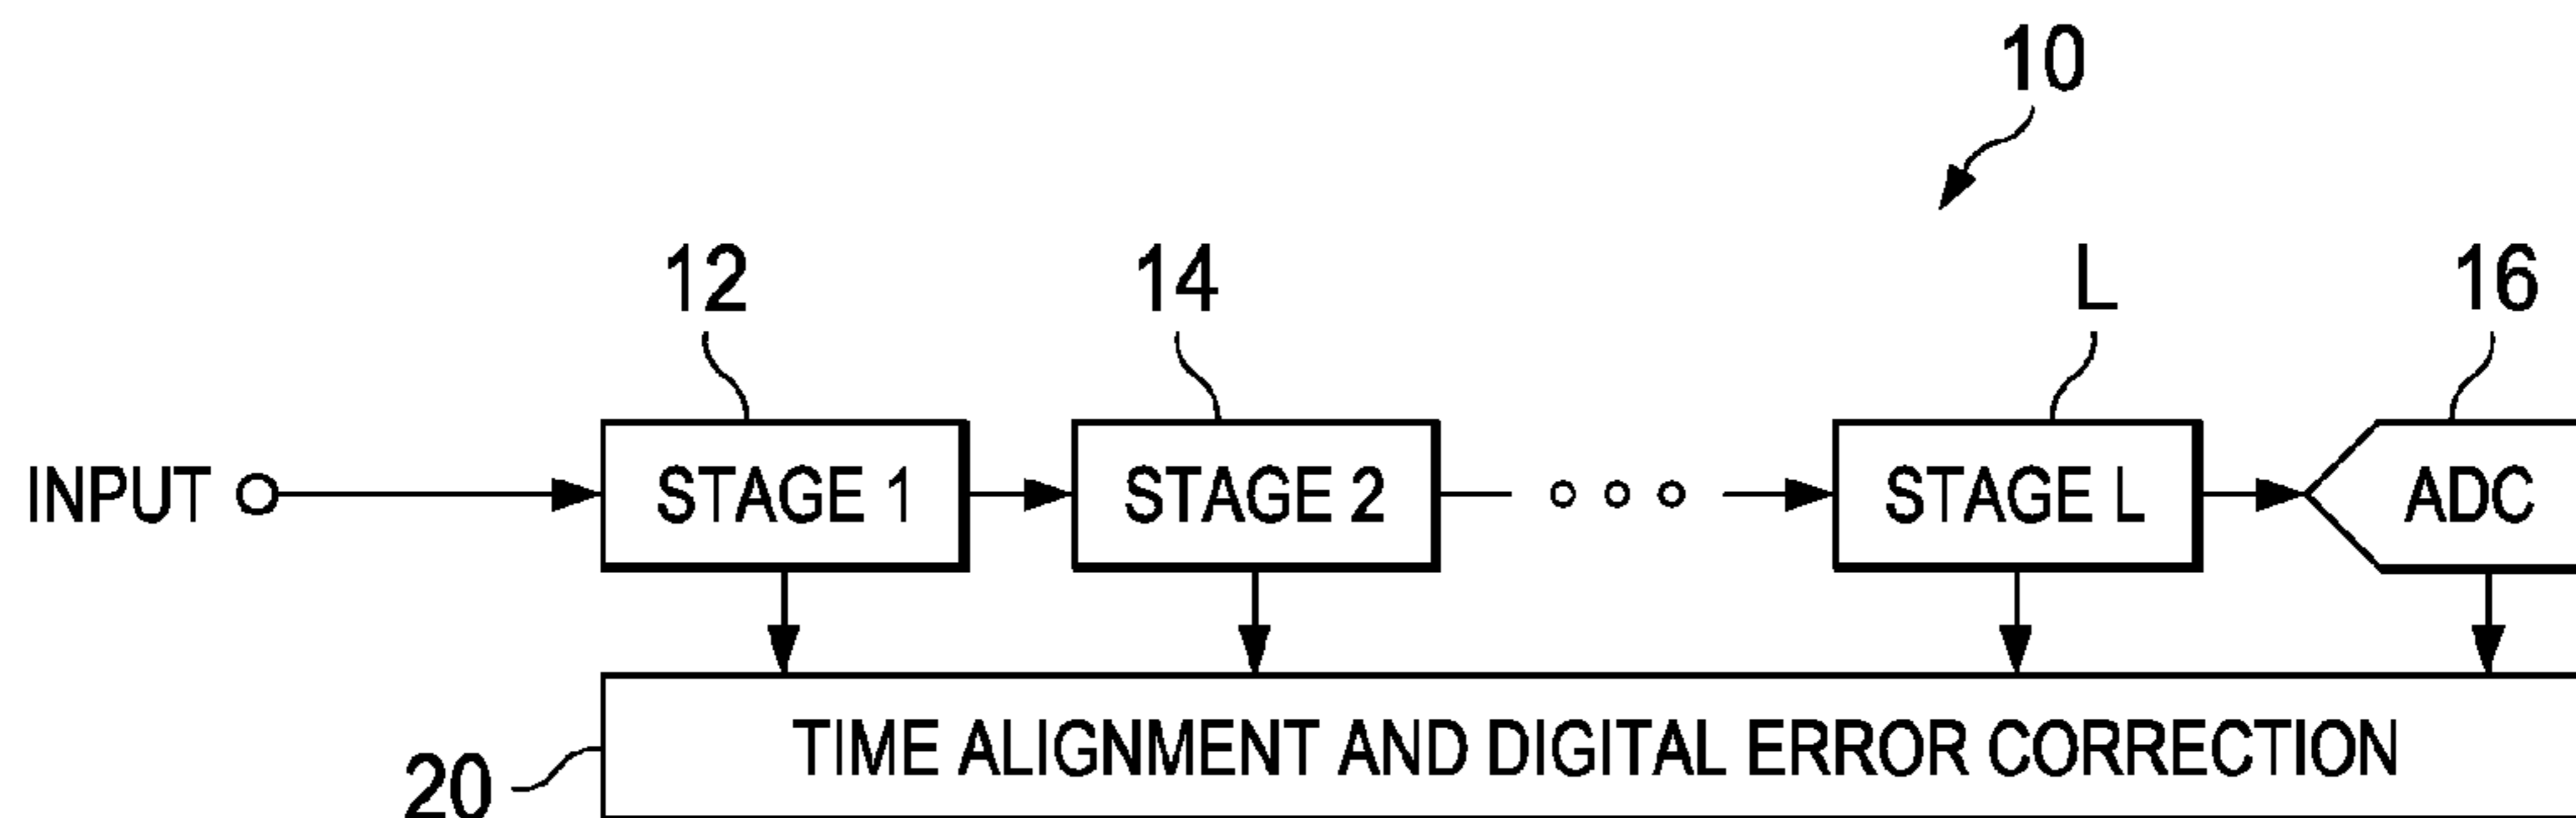 10
12
14
L
16
INPUT
STAGE 1
STAGE 2
STAGE L
ADC
TIME ALIGNMENT AND DIGITAL ERROR CORRECTION
20